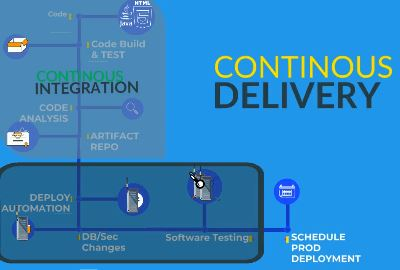 Code
Java
HTML
Code Build
& TEST
CONTINOUS
INTEGRATION
CODE
ANALYSIS
ARTIFACT
REPO
CONTINOUS
DELIVERY
DEPLOY
AUTOMATION
DB/Sec
Changes
Software Testing
SCHEDULE
PROD
DEPLOYMENT